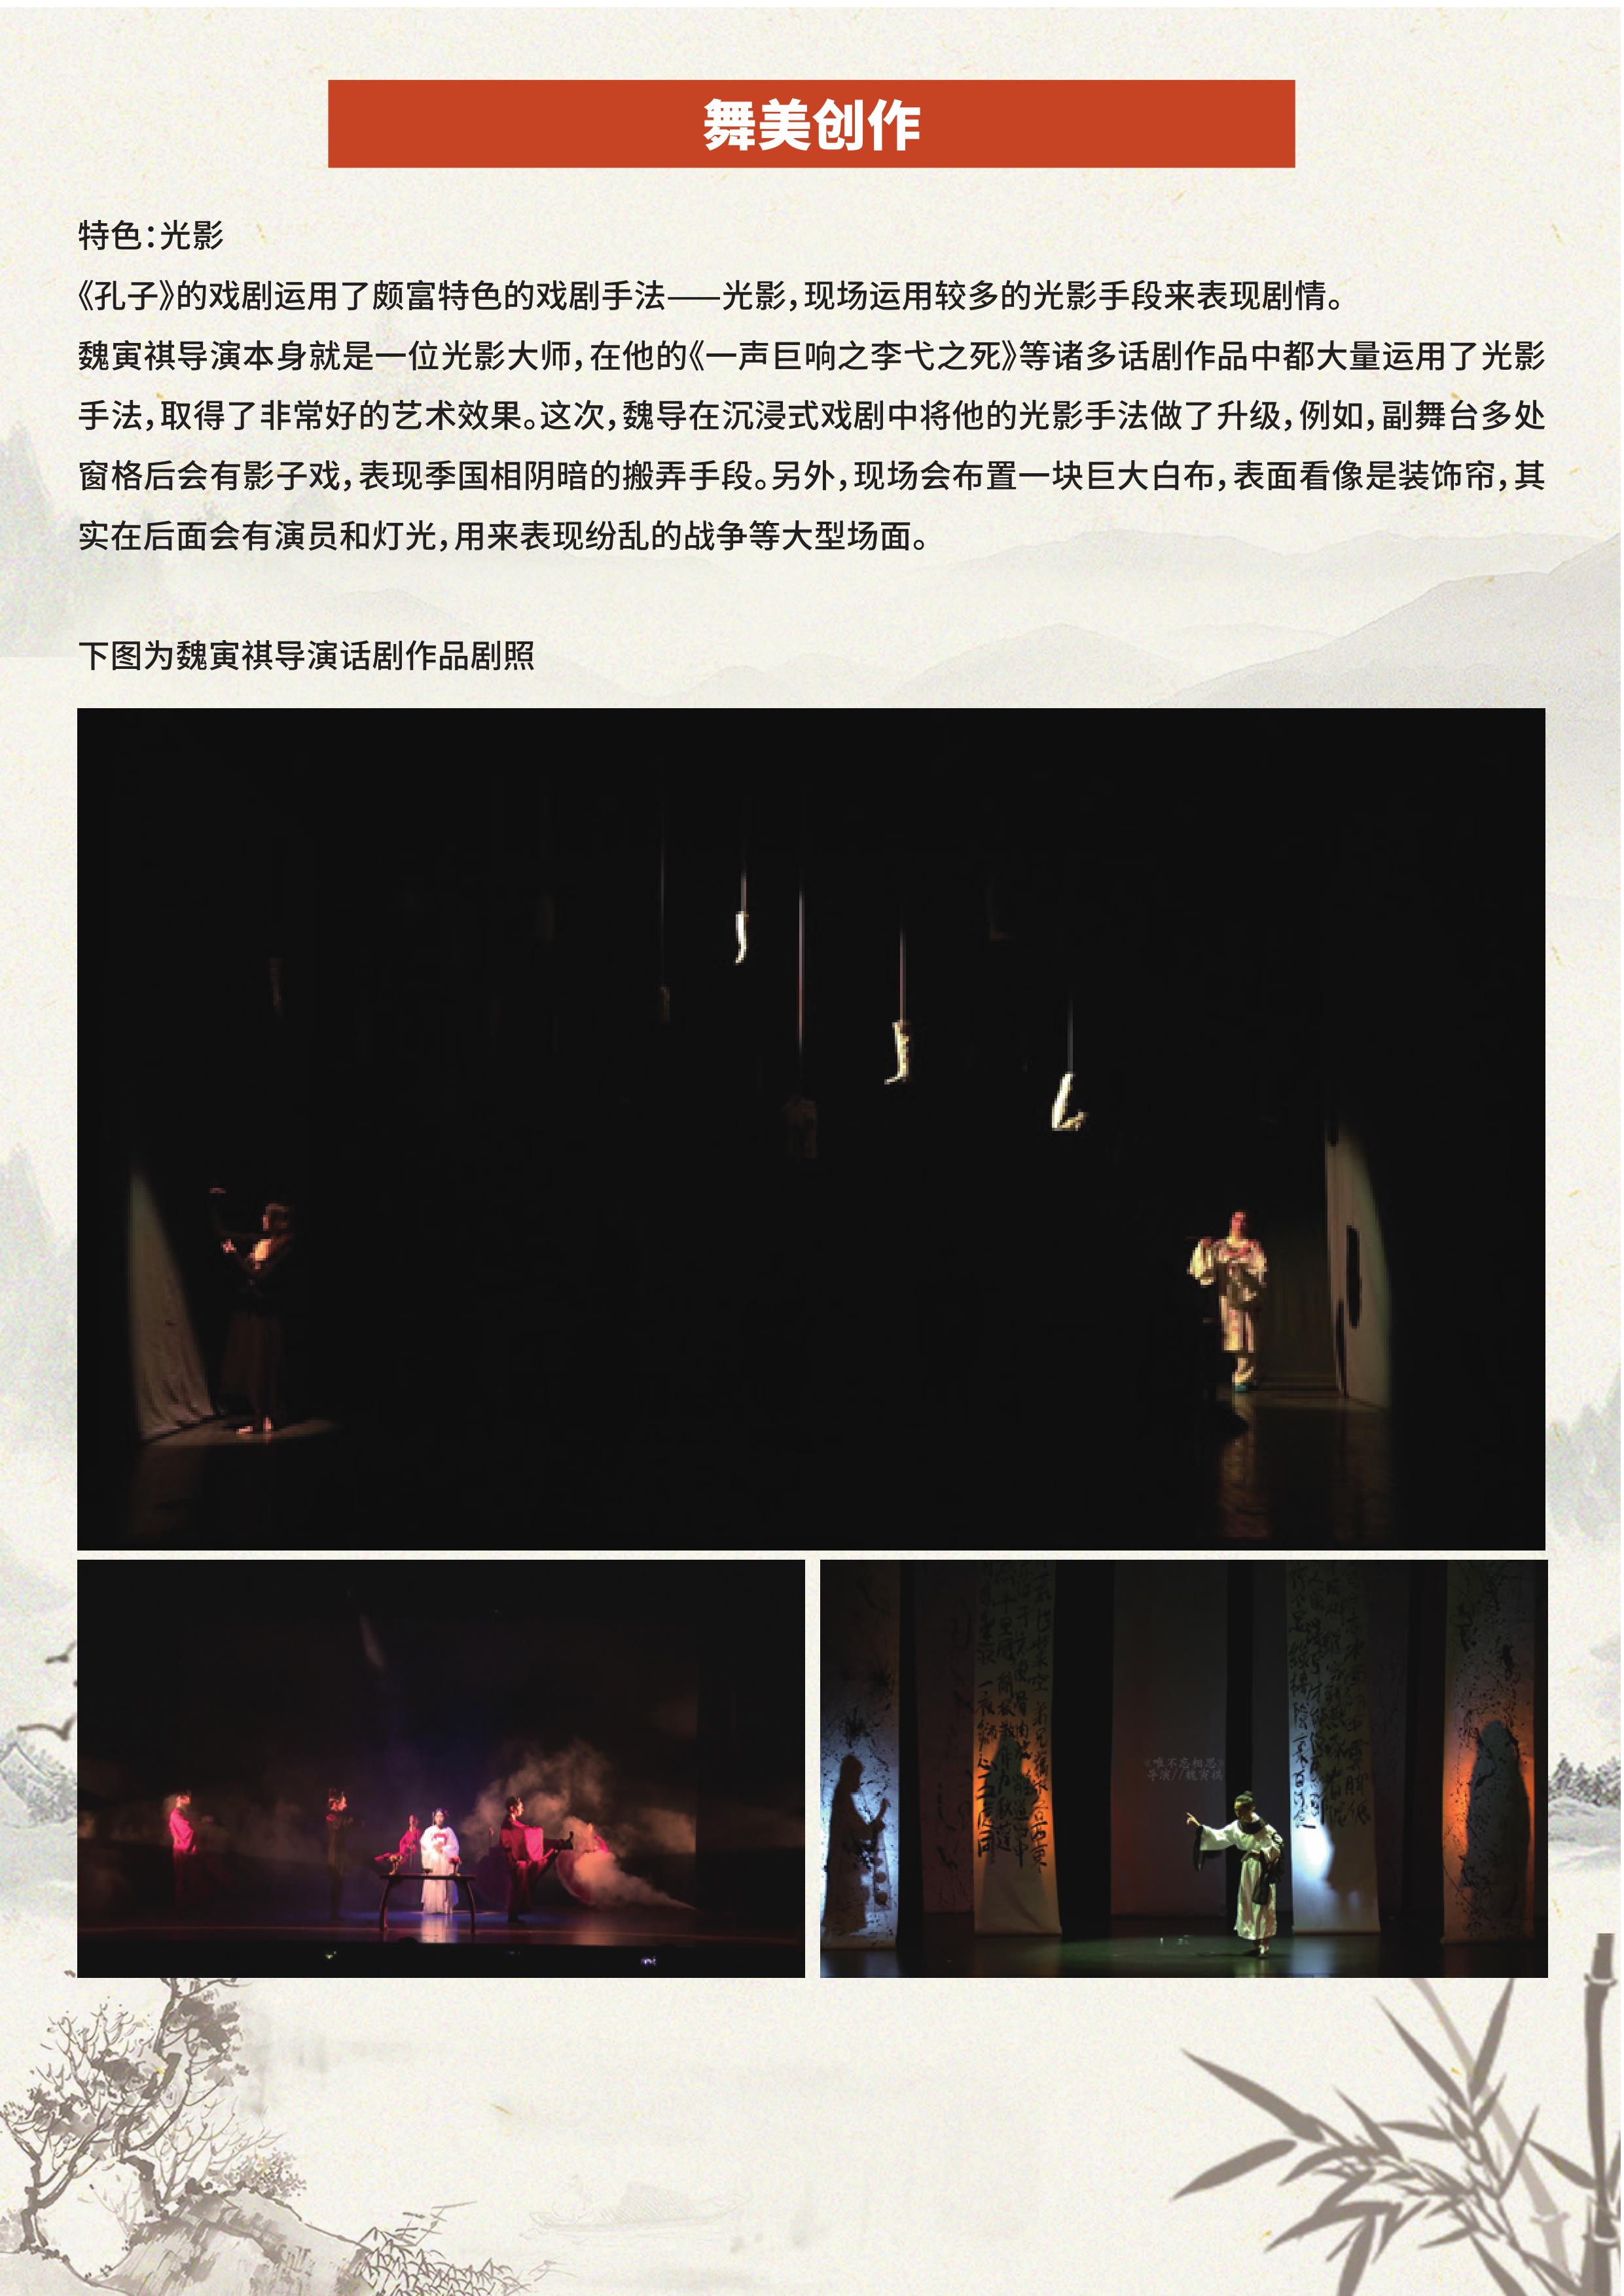 舞美创作
特色：光影
《孔子》的戏剧运用了颇富特色的戏剧手法——光影，现场运用较多的光影手段来表现剧情。
魏寅祺导演本身就是一位光影大师，在他的《一声巨响之李弋之死》等诸多话剧作品中都大量运用了光影
手法，取得了非常好的艺术效果。这次，魏导在沉浸式戏剧中将他的光影手法做了升级，例如，副舞台多处
窗格后会有影子戏，表现季国相阴暗的搬弄手段。另外，现场会布置一块巨大白布，表面看像是装饰帘，其
实在后面会有演员和灯光，用来表现纷乱的战争等大型场面。
下图为魏寅祺导演话剧作品剧照
《唯不忘相思》
导演//魏寅祺